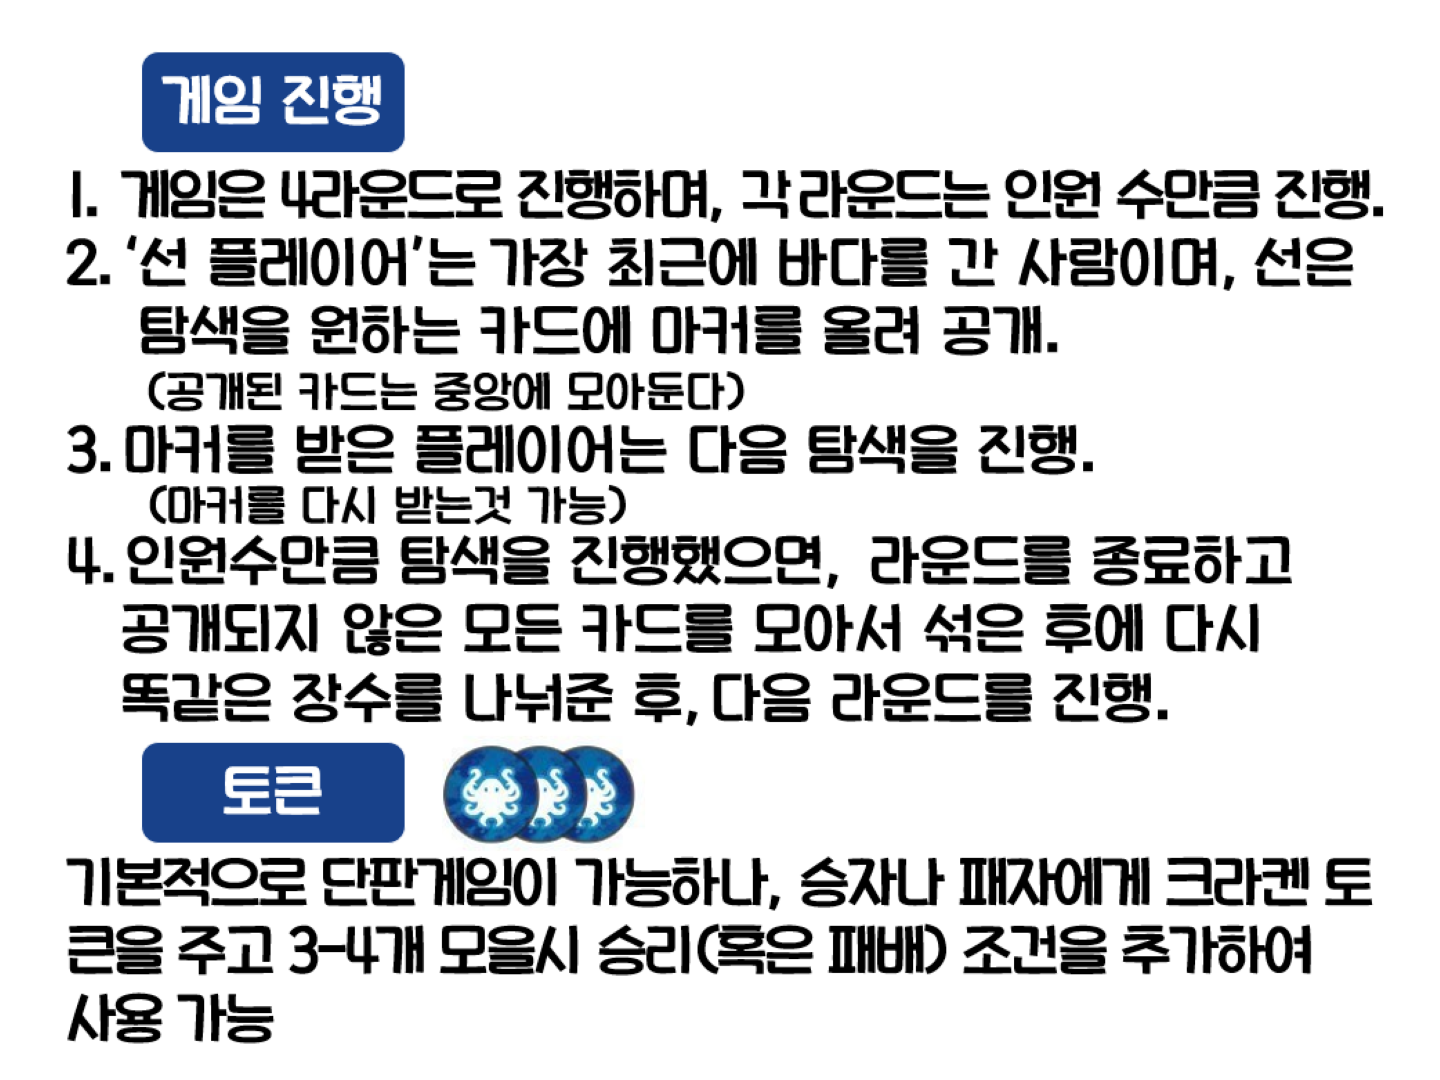 게임 진행
1. 게임은 4라운드로 진행하며, 각 라운드는 인원 수만큼 진행.
2. ‘선 플레이어’는 가장 최근에 바다를 간 사람이며, 선은
탐색을 원하는 카드에 마커를 올려 공개.
(공개된 카드는 중앙에 모아둔다)
3. 마커를 받은 플레이어는 다음 탐색을 진행.
(마커를 다시 받는것 가능)
4. 인원수만큼 탐색을 진행했으면, 라운드를 종료하고
공개되지 않은 모든 카드를 모아서 섞은 후에 다시
똑같은 장수를 나눠준 후, 다음 라운드를 진행.
토큰
기본적으로 단판게임이 가능하나, 승자나 패자에게 크라켄 토
큰을 주고 3-4개 모을시 승리(혹은 패배) 조건을 추가하여
사용 가능